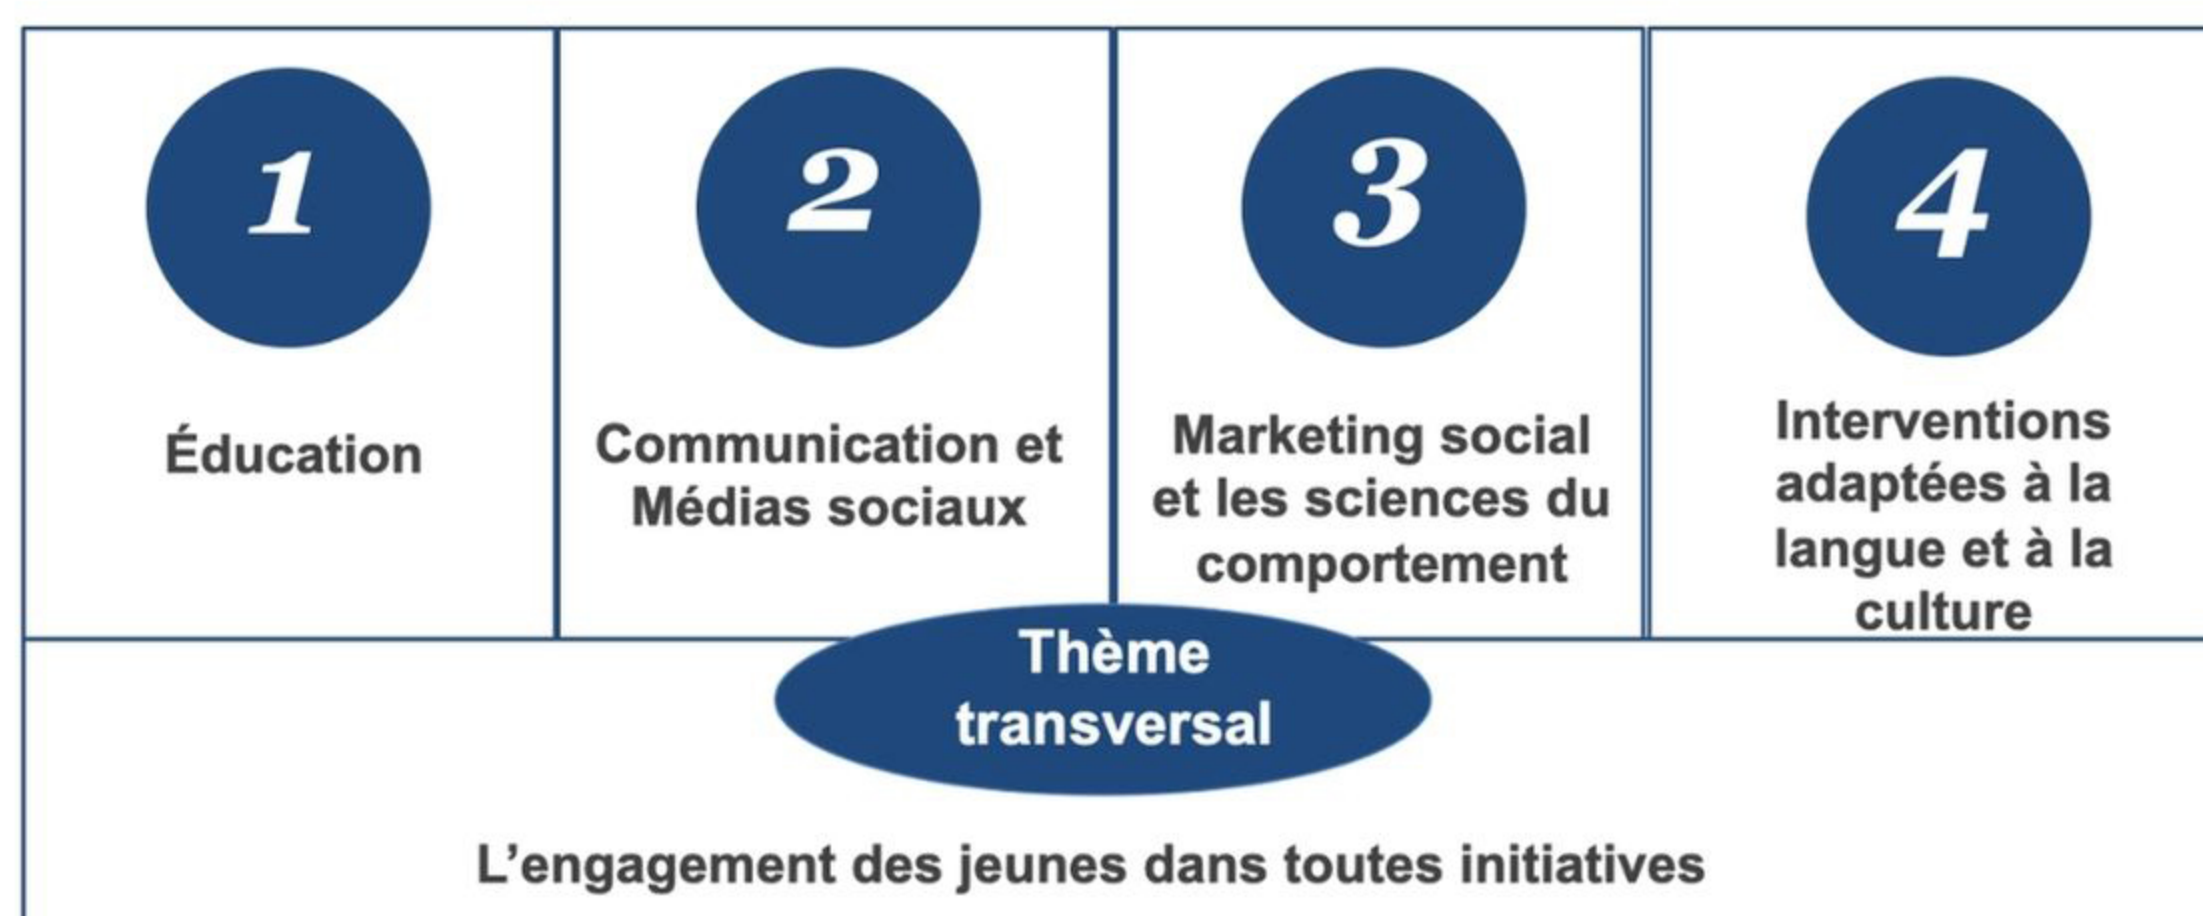 1
Éducation
2
Communication et
Médias sociaux
3
Marketing social
et les sciences du
comportement
4
Interventions
adaptées à la
langue et à la
culture
Thème
transversal
L’engagement des jeunes dans toutes initiatives